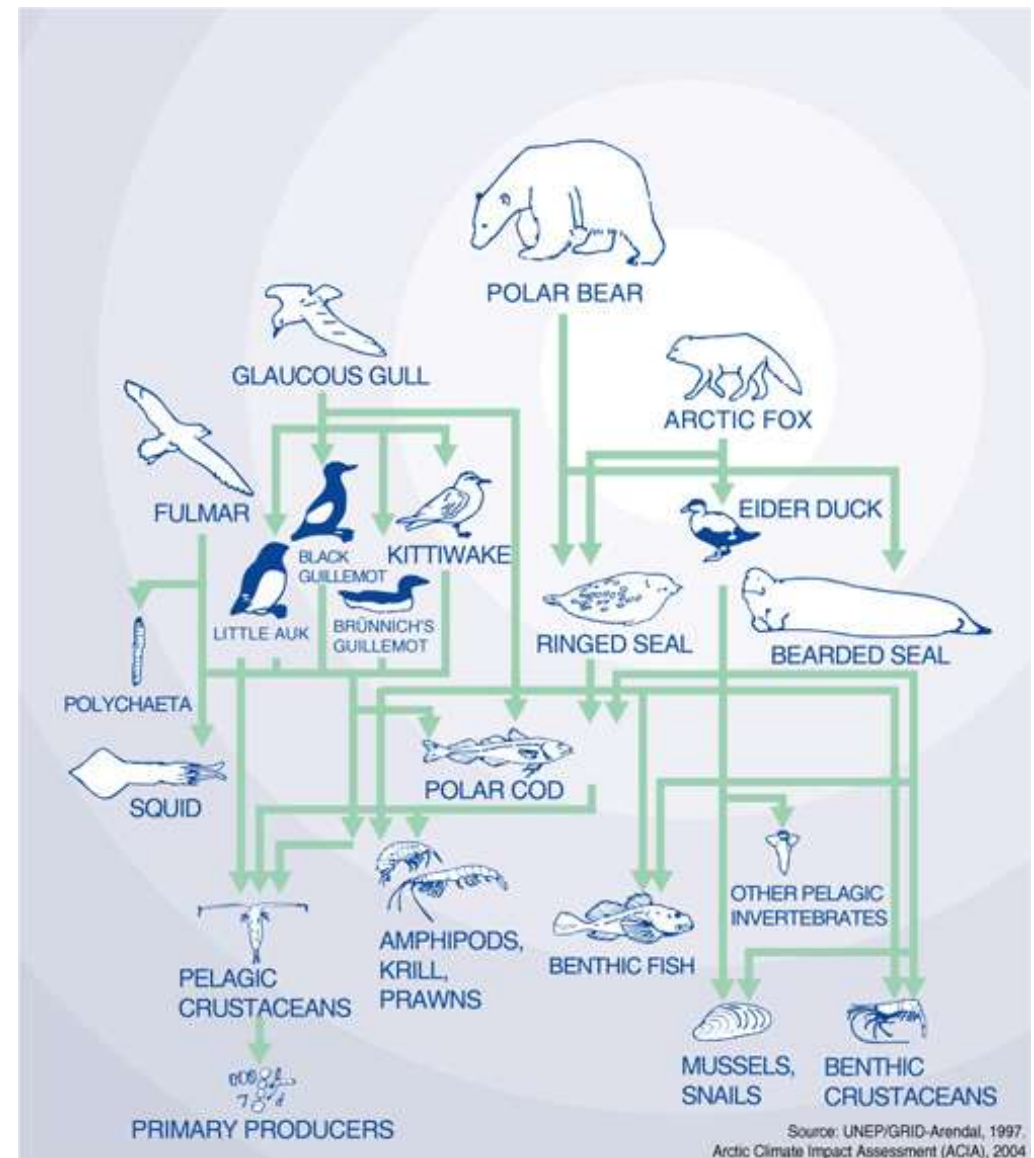 POLAR BEAR
GLAUCOUS GULL
ARCTIC FOX
FULMAR
EIDER DUCK
BLACK
GUILLEMOT
KITTIWAKE
LITTLE AUK
BRÜNNICH'S
GUILLEMOT
RINGED SEAL
BEARDED SEAL
POLYCHAETA
SQUID
POLAR COD
OTHER PELAGIC
INVERTEBRATES
AMPHIPODS,
KRILL,
PRAWNS
BENTHIC FISH
PELAGIC
CRUSTACEANS
MUSSELS,
SNAILS
BENTHIC
CRUSTACEANS
PRIMARY PRODUCERS
Source: UNEP/GRID-Arendal, 1997.
Arctic Climate Impact Assessment (ACIA), 2004